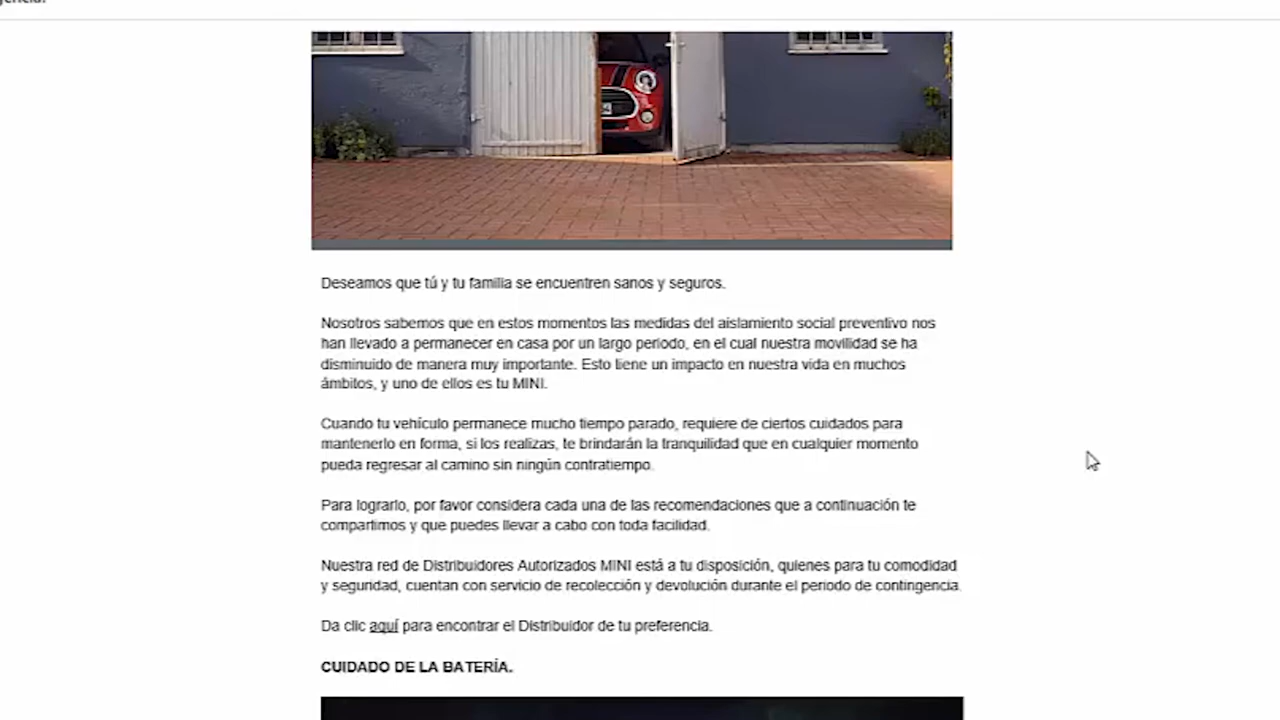 Deseamos que tú y tu familia se encuentren sanos y seguros.
Nosotros sabemos que en estos momentos las medidas del aislamiento social preventivo nos
han llevado a permanecer en casa por un largo periodo, en el cual nuestra movilidad se ha
disminuido de manera muy importante. Esto tiene un impacto en nuestra vida en muchos
ámbitos, y uno de ellos es tu MINI.
Cuando tu vehículo permanece mucho tiempo parado, requiere de ciertos cuidados para
mantenerlo en forma, si los realizas, te brindarán la tranquilidad que en cualquier momento
pueda regresar al camino sin ningún contratiempo.
Para lograrlo, por favor considera cada una de las recomendaciones que a continuación te
compartimos y que puedes llevar a cabo con toda facilidad.
Nuestra red de Distribuidores Autorizados MINI está a tu disposición, quienes para tu comodidad
y seguridad, cuentan con servicio de recolección y devolución durante el periodo de contingencia.
Da clic aquí para encontrar el Distribuidor de tu preferencia.
CUIDADO DE LA BATERÍA.